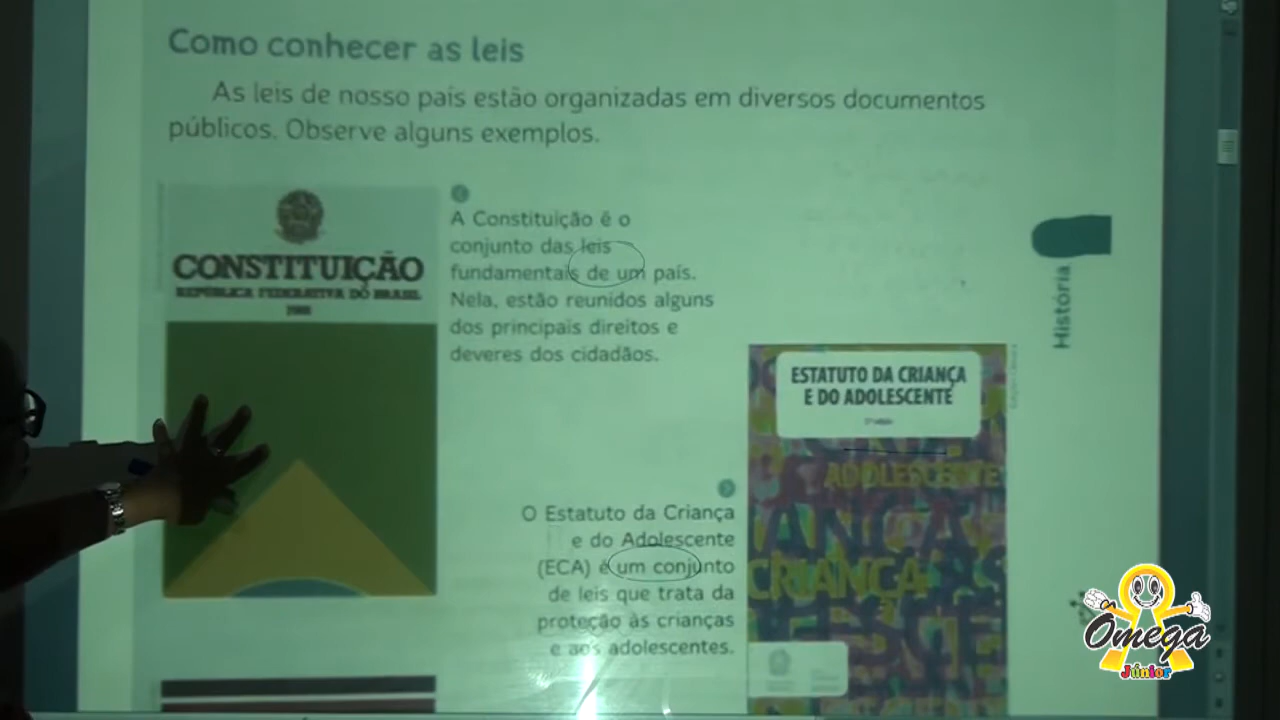 Como conhecer as leis
As leis de nosso país estão organizadas em diversos documentos
públicos. Observe alguns exemplos.
CONSTITUIÇÃO
REPÚBLICA FEDERATIVA DO BRASIL
1988
A Constituição é o
conjunto das leis
fundamentais de um país.
Nela, estão reunidos alguns
dos principais direitos e
deveres dos cidadãos.
História
ESTATUTO DA CRIANÇA
E DO ADOLESCENTE
ADOLESCENTE
IANÇA
CRIANÇA
O Estatuto da Criança
e do Adolescente
(ECA) é um conjunto
de leis que trata da
proteção às crianças
e aos adolescentes.
Ômega
Júnior